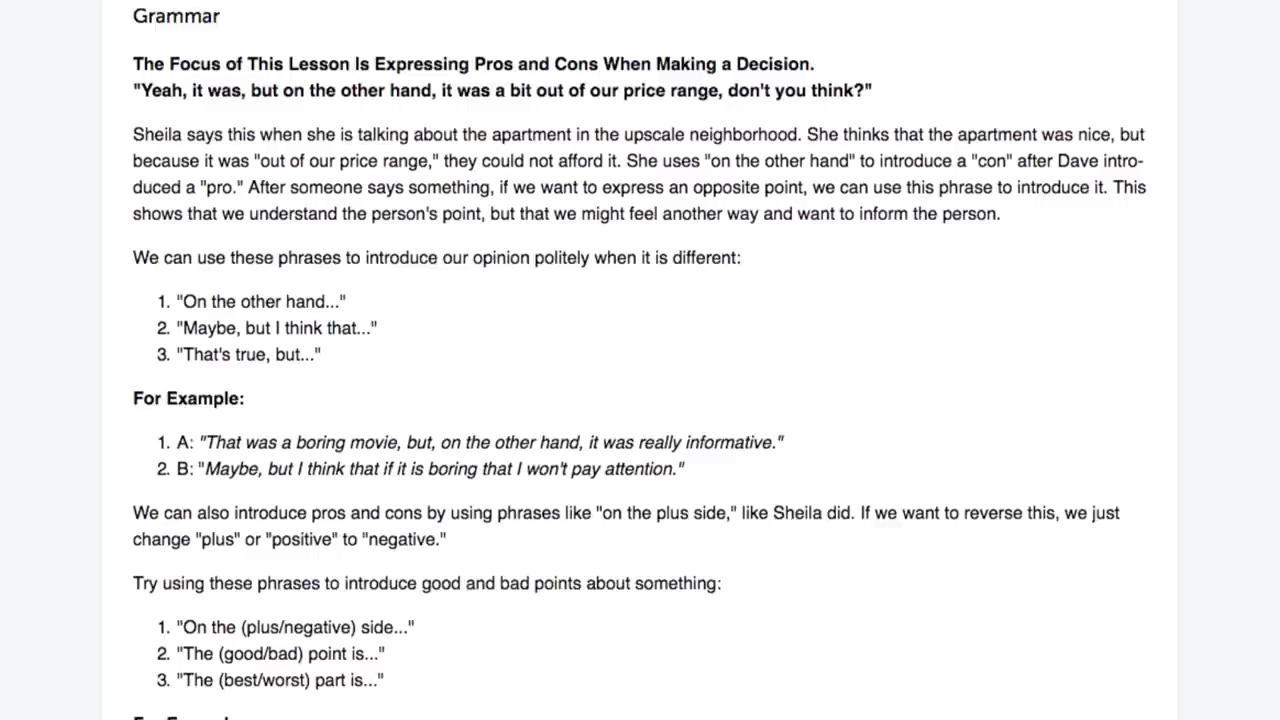 Grammar
The Focus of This Lesson Is Expressing Pros and Cons When Making a Decision.
"Yeah, it was, but on the other hand, it was a bit out of our price range, don't you think?"
Sheila says this when she is talking about the apartment in the upscale neighborhood. She thinks that the apartment was nice, but
because it was "out of our price range," they could not afford it. She uses "on the other hand" to introduce a "con" after Dave intro-
duced a "pro." After someone says something, if we want to express an opposite point, we can use this phrase to introduce it. This
shows that we understand the person's point, but that we might feel another way and want to inform the person.
We can use these phrases to introduce our opinion politely when it is different:
1. "On the other hand..."
2. "Maybe, but I think that..."
3. "That's true, but..."
For Example:
1. A: "That was a boring movie, but, on the other hand, it was really informative."
2. B: "Maybe, but I think that if it is boring that I won't pay attention."
We can also introduce pros and cons by using phrases like "on the plus side," like Sheila did. If we want to reverse this, we just
change "plus" or "positive" to "negative."
Try using these phrases to introduce good and bad points about something:
1. "On the (plus/negative) side..."
2. "The (good/bad) point is..."
3. "The (best/worst) part is..."